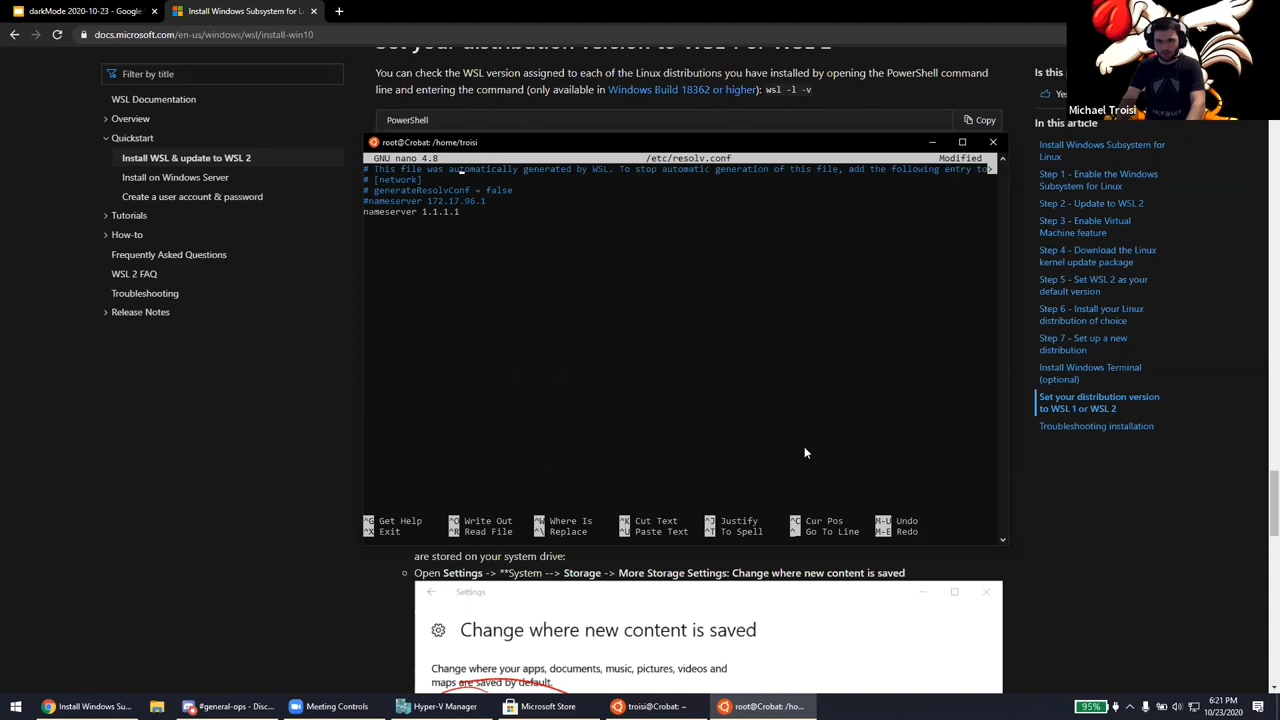 darkMode 2020-10-23 - Google
Install Windows Subsystem for L
docs.microsoft.com/en-us/windows/wsl/install-win10
Filter by title
WSL Documentation
Overview
Quickstart
Install WSL & update to WSL 2
Install on Windows Server
Create a user account & password
Tutorials
How-to
Frequently Asked Questions
WSL 2 FAQ
Troubleshooting
Release Notes
Set your distribution version to WSL 1 or WSL 2
You can check the WSL version assigned to each of the Linux distributions you have installed by opening the PowerShell command
line and entering the command (only available in Windows Build 18362 or higher): wsl -l -v
PowerShell
Copy
root@Crobat: /home/troisi
GNU nano 4.8 /etc/resolv.conf Modified
# This file was automatically generated by WSL. To stop automatic generation of this file, add the following entry to>
# [network]
# generateResolvConf = false
#nameserver 172.17.96.1
nameserver 1.1.1.1
^G Get Help ^O Write Out ^W Where Is ^K Cut Text ^J Justify ^C Cur Pos M-U Undo
^X Exit ^R Read File ^\ Replace ^U Paste Text ^T To Spell ^_ Go To Line M-E Redo
are stored on your system drive:
Open Settings -> **System --> Storage -> More Storage Settings: Change where new content is saved
Settings
Change where new content is saved
Change where your apps, documents, music, pictures, videos and
maps are saved by default.
Michael Troisi
Is this
Yes
In this article
Install Windows Subsystem for
Linux
Step 1 - Enable the Windows
Subsystem for Linux
Step 2 - Update to WSL 2
Step 3 - Enable Virtual
Machine feature
Step 4 - Download the Linux
kernel update package
Step 5 - Set WSL 2 as your
default version
Step 6 - Install your Linux
distribution of choice
Step 7 - Set up a new
distribution
Install Windows Terminal
(optional)
Set your distribution version
to WSL 1 or WSL 2
Troubleshooting installation
Install Windows Su...
#general-ops - Disc...
Meeting Controls
Hyper-V Manager
Microsoft Store
troisi@Crobat: ~
root@Crobat: /ho...
95%
6:21 PM
10/23/2020